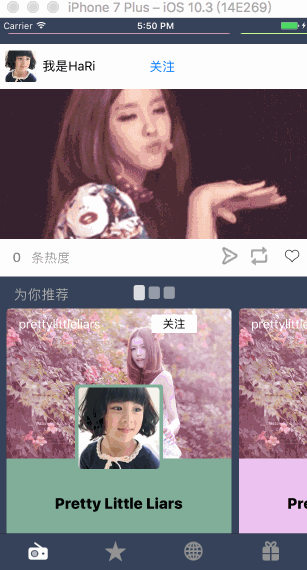 iPhone 7 Plus – iOS 10.3 (14E269)
Carrier 5:50 PM
我是HaRi 关注
0 条热度
为你推荐
prettylittleliars 关注 prettylittl
Pretty Little Liars Pre